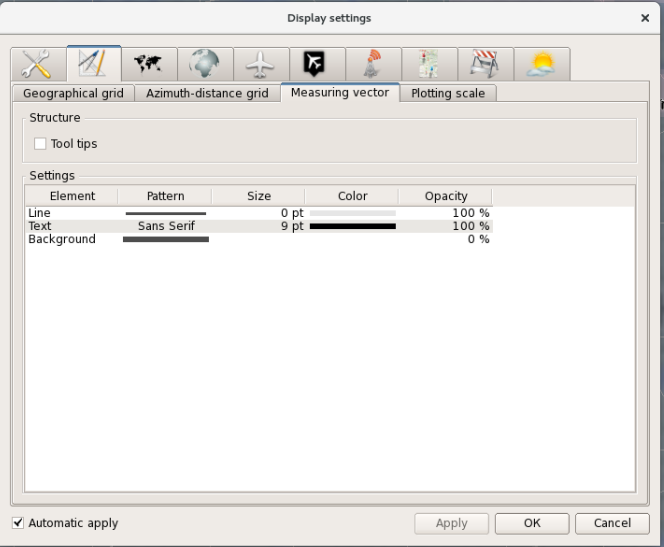 Display settings
Geographical grid Azimuth-distance grid Measuring vector Plotting scale
Structure
Tool tips
Settings
Element Pattern Size Color Opacity
Line 0 pt 100 %
Text Sans Serif 9 pt 100 %
Background 0 %
Automatic apply Apply OK Cancel